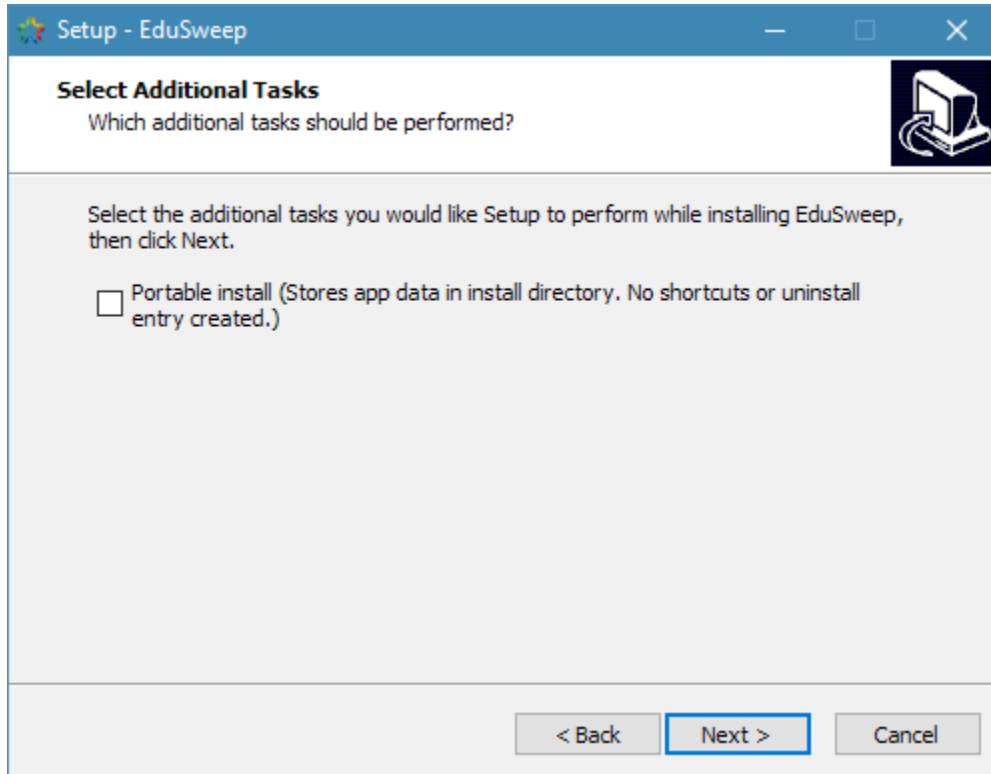 Setup - EduSweep
Select Additional Tasks
Which additional tasks should be performed?
Select the additional tasks you would like Setup to perform while installing EduSweep,
then click Next.
Portable install (Stores app data in install directory. No shortcuts or uninstall
entry created.)
< Back
Next >
Cancel